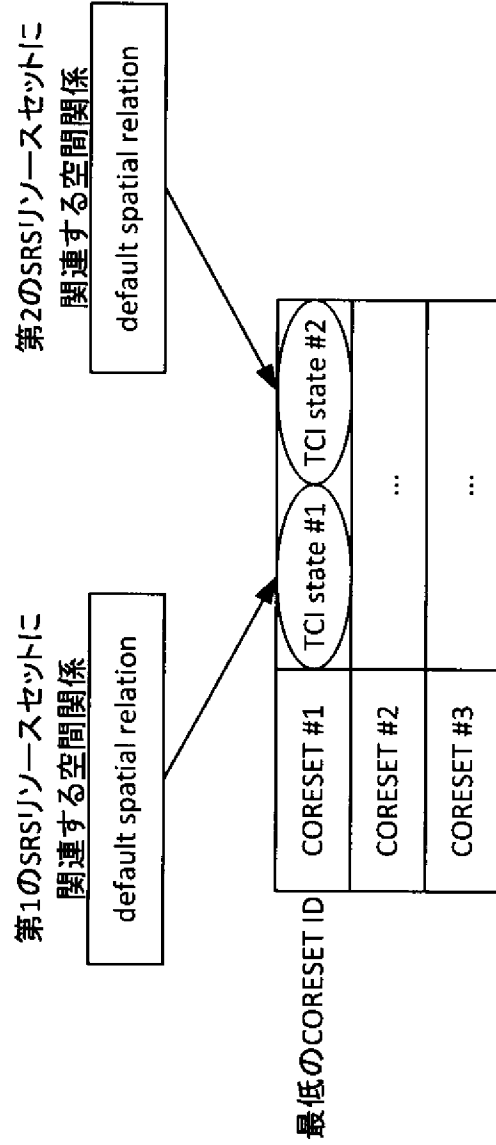 第1のSRSリソースセットに
関連する空間関係
default spatial relation
第2のSRSリソースセットに
関連する空間関係
default spatial relation
最低のCORESET ID
CORESET #1
TCI state #1
TCI state #2
CORESET #2
...
CORESET #3
...